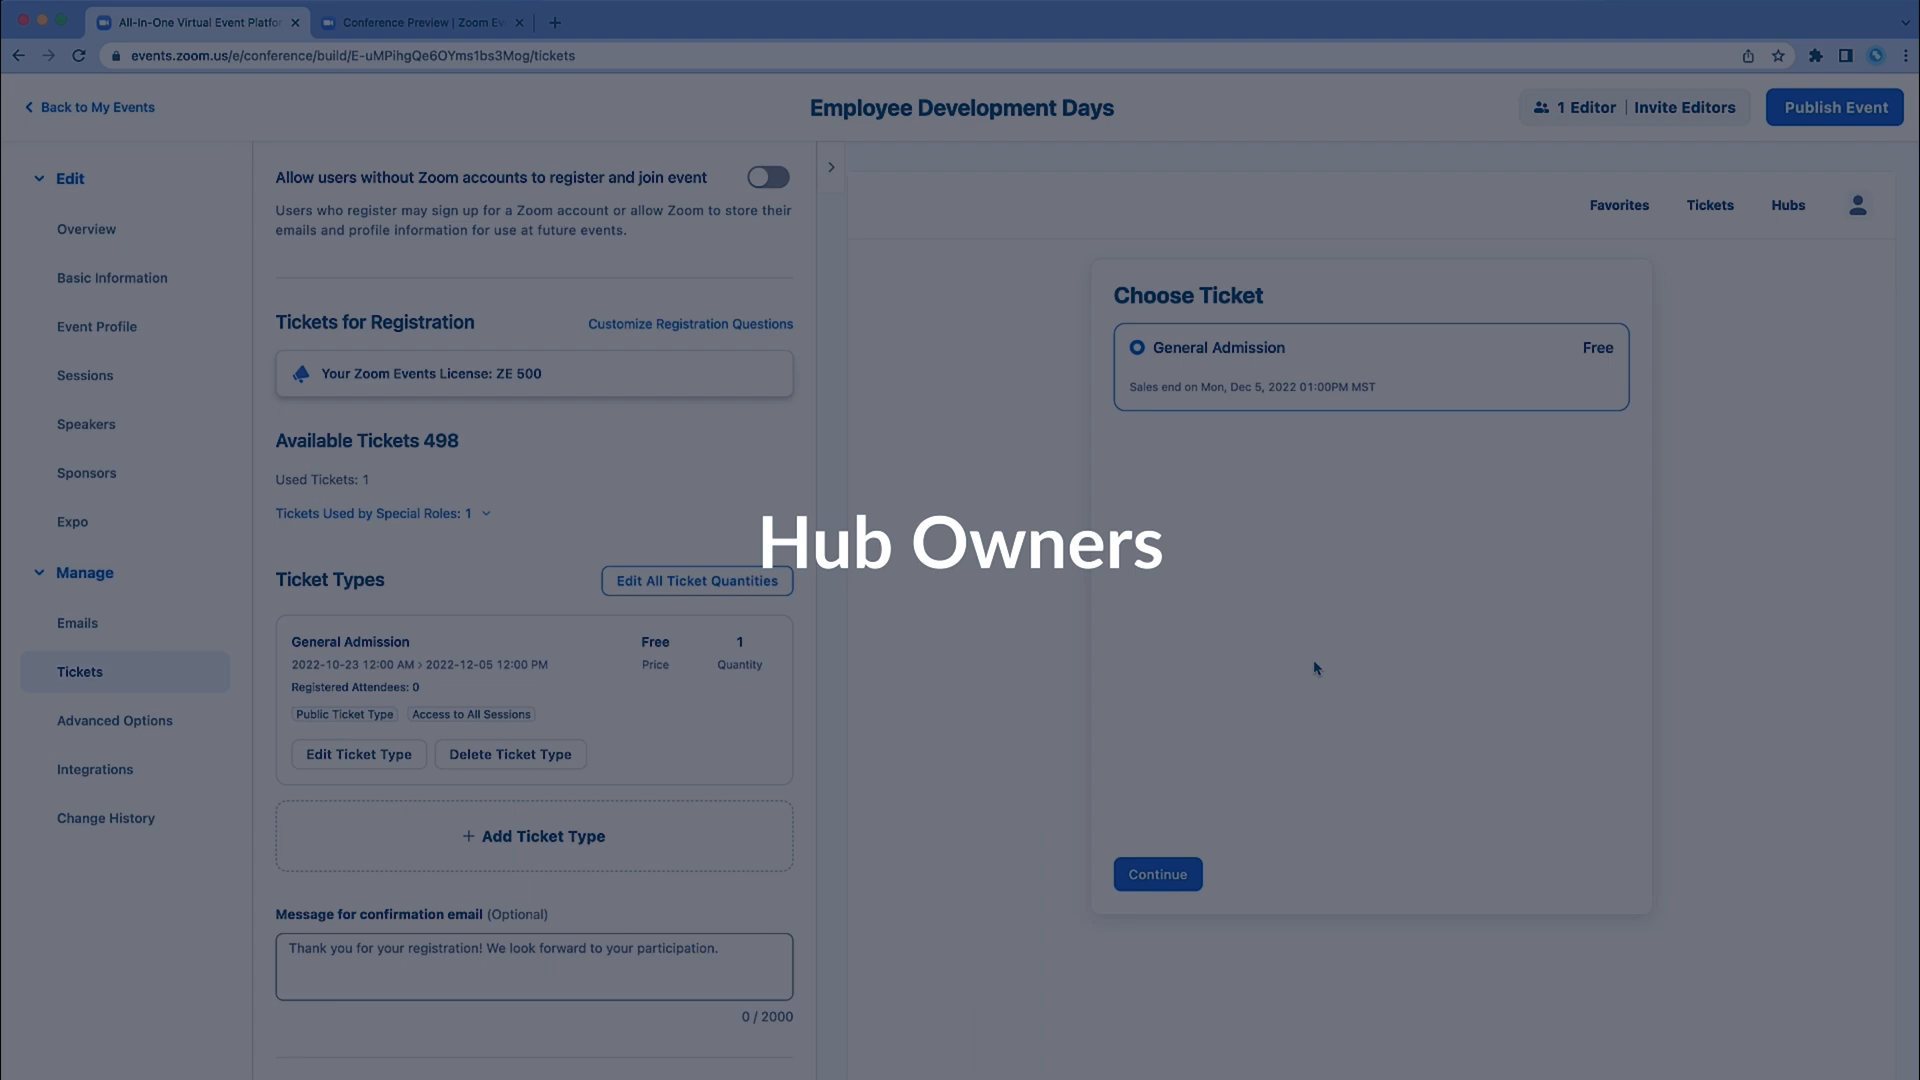 All-In-One Virtual Event Platfor
Conference Preview | Zoom Ev
events.zoom.us/e/conference/build/E-uMPihgQe6OYms1bs3Mog/tickets
Back to My Events
Employee Development Days
1 Editor | Invite Editors
Publish Event
Edit
Overview
Basic Information
Event Profile
Sessions
Speakers
Sponsors
Expo
Manage
Emails
Tickets
Advanced Options
Integrations
Change History
Allow users without Zoom accounts to register and join event
Users who register may sign up for a Zoom account or allow Zoom to store their
emails and profile information for use at future events.
Tickets for Registration
Customize Registration Questions
Your Zoom Events License: ZE 500
Available Tickets 498
Used Tickets: 1
Tickets Used by Special Roles: 1
Ticket Types
Edit All Ticket Quantities
General Admission
Free
1
2022-10-23 12:00 AM › 2022-12-05 12:00 PM
Price
Quantity
Registered Attendees: 0
Public Ticket Type
Access to All Sessions
Edit Ticket Type
Delete Ticket Type
+ Add Ticket Type
Message for confirmation email (Optional)
Thank you for your registration! We look forward to your participation.
0 / 2000
Favorites
Tickets
Hubs
Choose Ticket
General Admission
Free
Sales end on Mon, Dec 5, 2022 01:00PM MST
Continue
Hub Owners